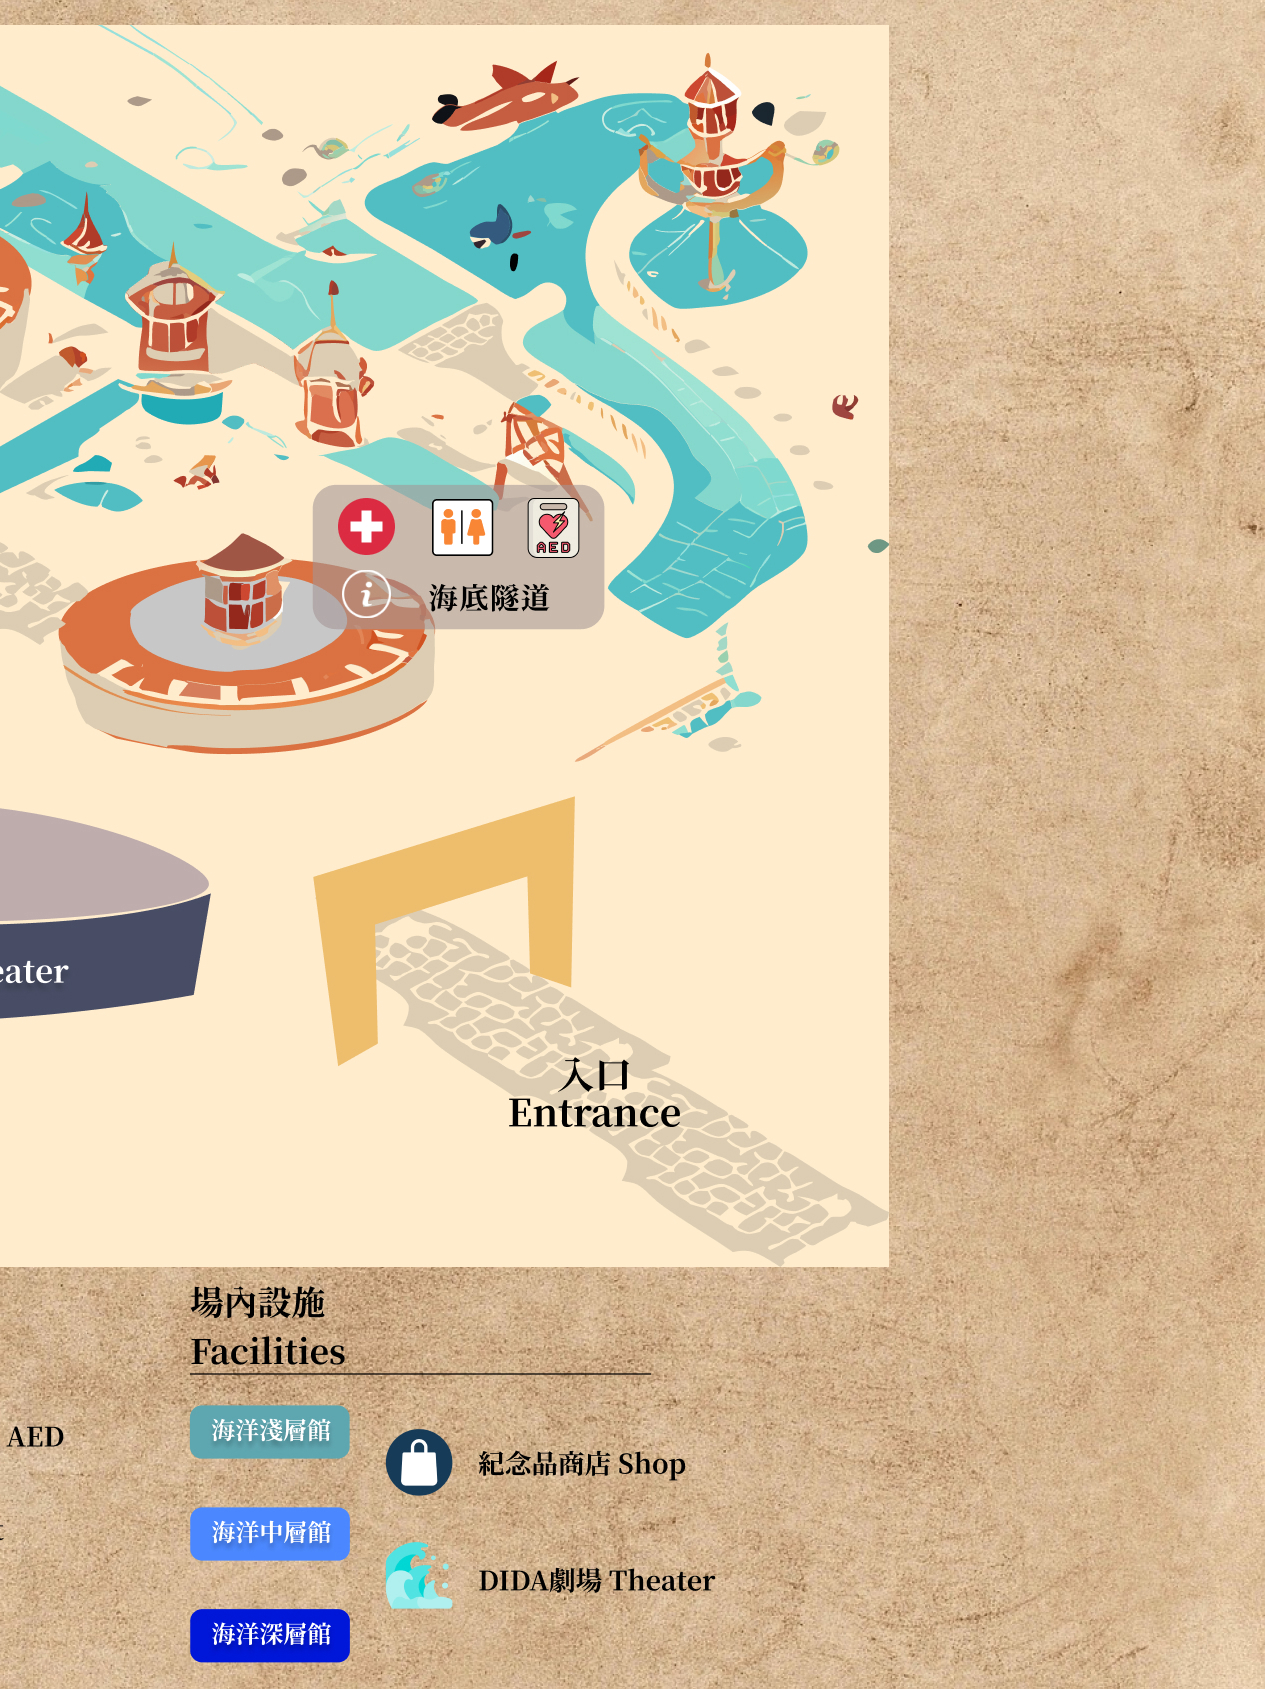 AED
海底隧道
eater
入口
Entrance
場內設施
Facilities
AED
海洋淺層館
紀念品商店 Shop
海洋中層館
DIDA劇場 Theater
海洋深層館